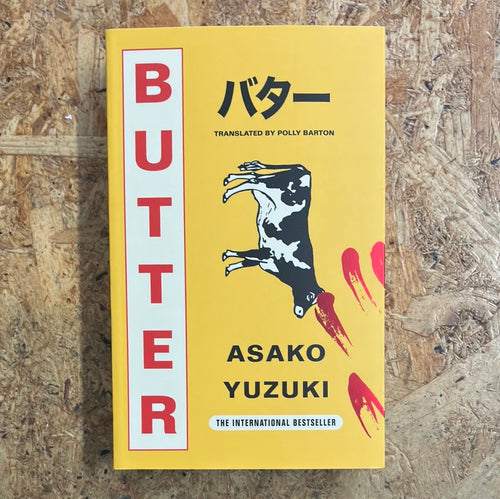 BUTTER
バター
TRANSLATED BY POLLY BARTON
ASAKO
YUZUKI
THE INTERNATIONAL BESTSELLER